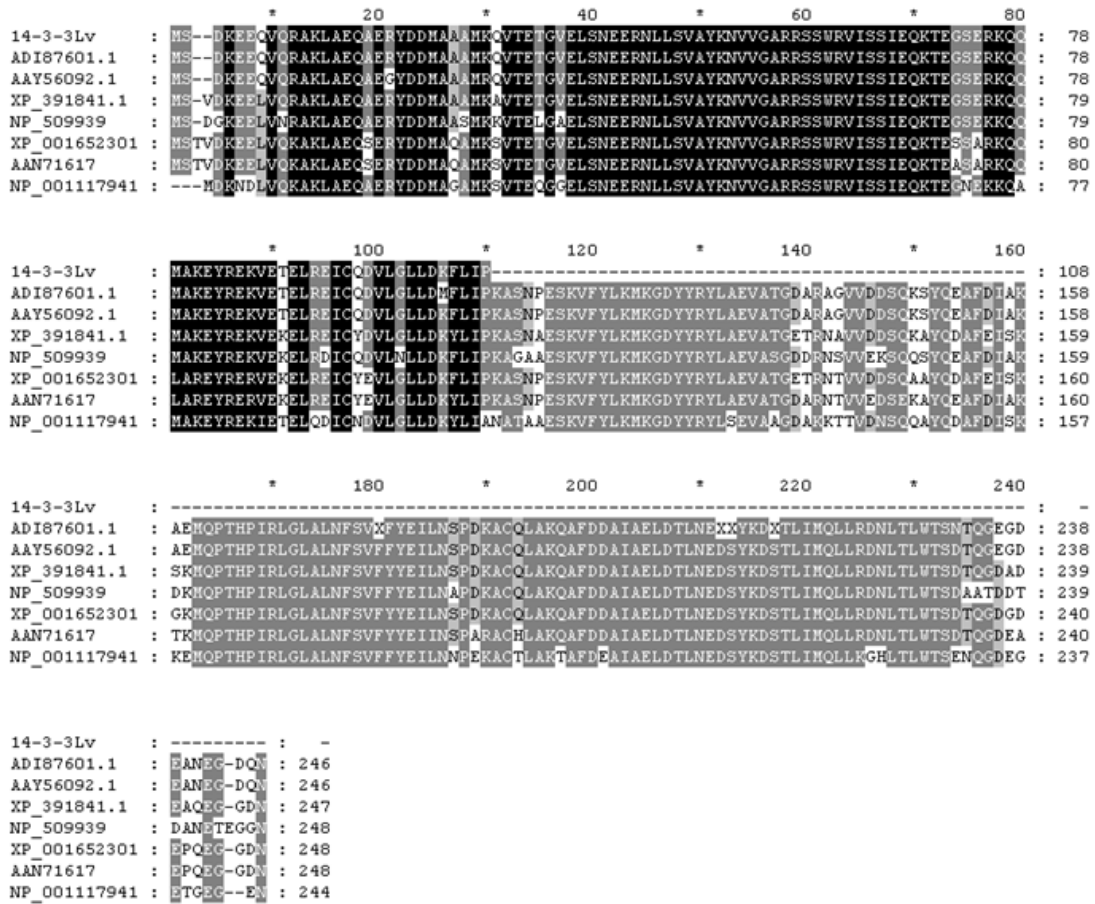 * 20 * 40 * 60 * 80
14-3-3Lv : MS--DKEEQVQRAKLAEQAERYDDMAAAMKQVTETGVELSNEERNLLSVAYKNVVGARRSSWRVISSIEQKTEGSERKQQ : 78
ADI87601.1 : MS--DKEEQVQRAKLAEQAERYDDMAAAMKQVTETGVELSNEERNLLSVAYKNVVGARRSSWRVISSIEQKTEGSERKQQ : 78
AAY56092.1 : MS--DKEEQVQRAKLAEQAEGYDDMAAAMRQVTETGVELSNEERNLLSVAYKNVVGARRSSWRVISSIEQKTEGSERKQQ : 78
XP_391841.1 : MS-VDKEELVQRAKLAEQAERYDDMAAAMKAVTETGVELSNEERNLLSVAYKNVVGARRSSWRVISSIEQKTEGSERKQQ : 79
NP_509939 : MS-DGKEELVNRAKLAEQAERYDDMAASMKKVTELGAELSNEERNLLSVAYKNVVGARRSSWRVISSIEQKTEGSEKKQQ : 79
XP_001652301 : MSTVDKEELVQRAKLAEQSERYDDMAQAMKSVTETGVELSNEERNLLSVAYKNVVGARRSSWRVISSIEQKTESSARKQQ : 80
AAN71617 : MSTVDKEELVQKAKLAEQSERYDDMAQAMKSVTETGVELSNEERNLLSVAYKNVVGARRSSWRVISSIEQKTEASARKQQ : 80
NP_001117941 : ---MDKNDLVQKAKLAEQAERYDDMAGAMKSVTEQGGELSNEERNLLSVAYKNVVGARRSSWRVISSIEQKTEGNEKKQA : 77
* 100 * 120 * 140 * 160
14-3-3Lv : MAKEYREKVETELREICQDVLGLLDKFLIP-------------------------------------------------- : 108
ADI87601.1 : MAKEYREKVETELREICQDVLGLLDMFLIPKASNPESKVFYLKMKGDYYRYLAEVATGDARAGVVDDSQKSYQEAFDIAK : 158
AAY56092.1 : MAKEYREKVETELREICQDVLGLLDKFLIPKASNPESKVFYLKMKGDYYRYLAEVATGDARAGVVDDSQKSYQEAFDIAK : 158
XP_391841.1 : MAKEYREKVEKELREICYDVLGLLDKFLIPKASNAESKVFYLKMKGDYYRYLAEVATGETRNAVVDDSQKAYQDAFEISK : 159
NP_509939 : MAKEYREKVEKELRDICQDVLNLLDKFLIPKAGAAESKVFYLKMKGDYYRYLAEVASGDDRNSVVEKSQQSYQEAFDIAK : 159
XP_001652301 : LAREYRERVEKELREICYEVLGLLDKYLIPKASNPESKVFYLKMKGDYYRYLAEVATGETRNTVVDDSQAAYQDAFEISK : 160
AAN71617 : LAREYRERVEKELREICYEVLGLLDKYLIPKASNPESKVFYLKMKGDYYRYLAEVATGDARNTVVEDSEKAYQEAFDIAK : 160
NP_001117941 : MAKEYREKIETELQDICNDVLGLLDKYLIANATAAESKVFYLKMKGDYYRYLSEVAAGDAKKTTVDNSQQAYQDAFDISK : 157
* 180 * 200 * 220 * 240
14-3-3Lv : -------------------------------------------------------------------------------- : -
ADI87601.1 : AEMQPTHPIRLGLALNFSVXFYEILNSPDKACQLAKQAFDDAIAELDTLNEXXYKDXTLIMQLLRDNLTLWTSNTQGEGD : 238
AAY56092.1 : AEMQPTHPIRLGLALNFSVFFYEILNSPDKACQLAKQAFDDAIAELDTLNEDSYKDSTLIMQLLRDNLTLWTSDTQGEGD : 238
XP_391841.1 : SKMQPTHPIRLGLALNFSVFFYEILNSPDKACQLAKQAFDDAIAELDTLNEDSYKDSTLIMQLLRDNLTLWTSDTQGDAD : 239
NP_509939 : DKMQPTHPIRLGLALNFSVFFYEILNAPDKACQLAKQAFDDAIAELDTLNEDSYKDSTLIMQLLRDNLTLWTSDAATDDT : 239
XP_001652301 : GKMQPTHPIRLGLALNFSVFFYEILNSPDKACQLAKQAFDDAIAELDTLNEDSYKDSTLIMQLLRDNLTLWTSDTQGDGD : 240
AAN71617 : TKMQPTHPIRLGLALNFSVFFYEIINSPARACHLAKQAFDDAIAELDTLNEDSYKDSTLIMQLLRDNLTLWTSDTQGDEA : 240
NP_001117941 : KEMQPTHPIRLGLALNFSVFFYEILNNPEKACTLAKTAFDEAIAELDTLNEDSYKDSTLIMQLLKGHLTLWTSENQGDEG : 237
14-3-3Lv : --------- : -
ADI87601.1 : EANEG-DQN : 246
AAY56092.1 : EANEG-DQN : 246
XP_391841.1 : EAQEG-GDN : 247
NP_509939 : DANETEGGN : 248
XP_001652301 : EPQEG-GDN : 248
AAN71617 : EPQEG-GDN : 248
NP_001117941 : ETGEG--EN : 244